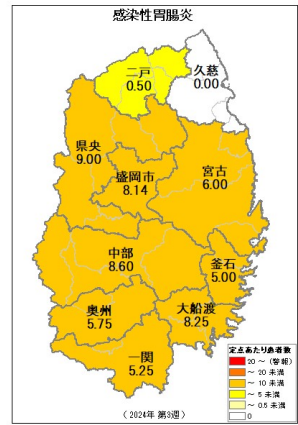 感染性胃腸炎
久慈
0.00
二戸
0.50
県央
9.00
盛岡市
8.14
宮古
6.00
中部
8.60
釜石
5.00
奥州
5.75
大船渡
8.25
一関
5.25
定点あたり患者数
20 ～ (警報)
～ 20 未満
～ 10 未満
～ 5 未満
～ 0.5 未満
0
（2024年 第3週）